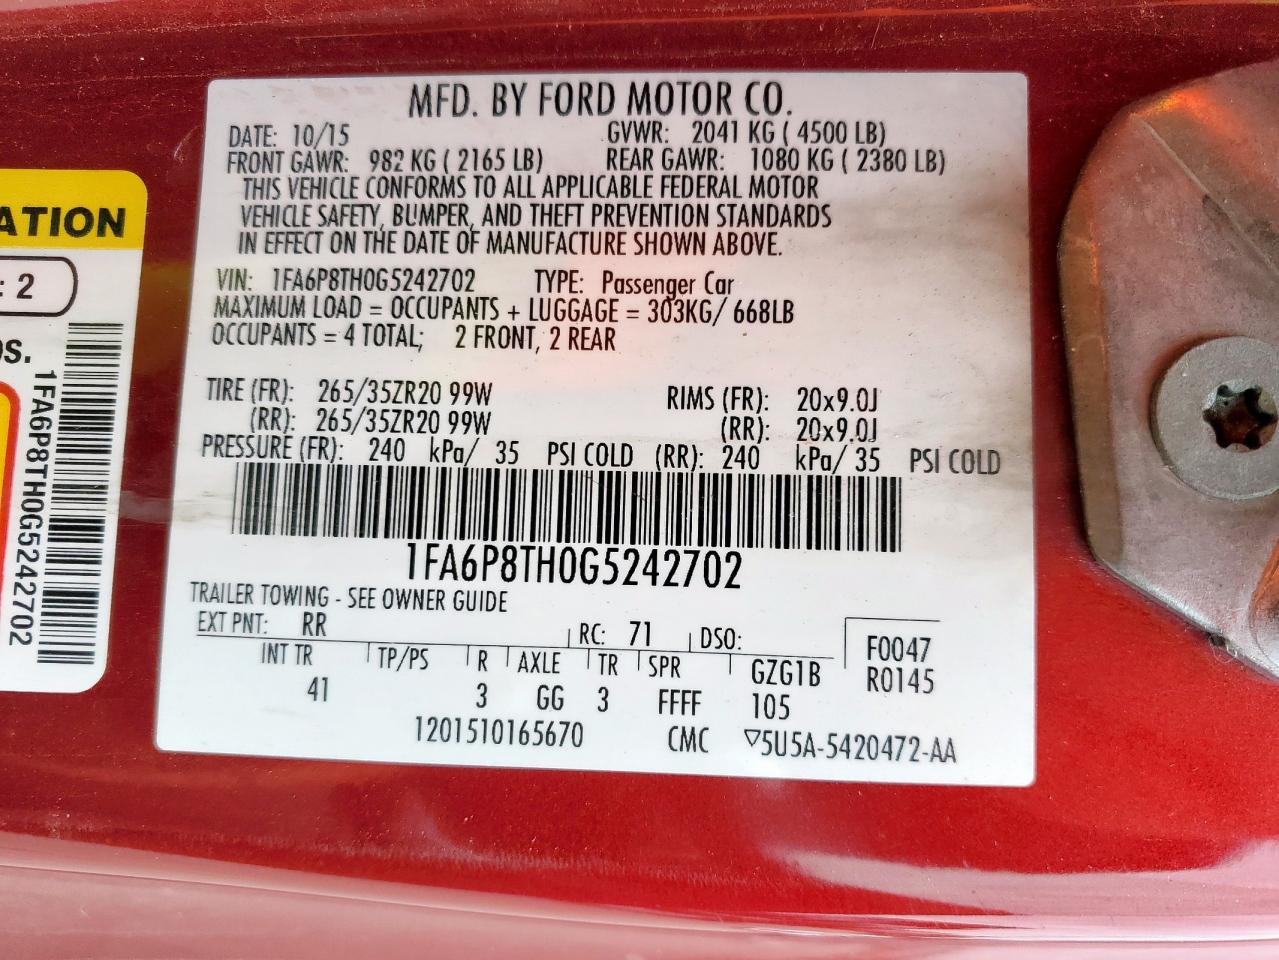 MFD. BY FORD MOTOR CO.
DATE: 10/15 GVWR: 2041 KG ( 4500 LB)
FRONT GAWR: 982 KG ( 2165 LB) REAR GAWR: 1080 KG ( 2380 LB)
THIS VEHICLE CONFORMS TO ALL APPLICABLE FEDERAL MOTOR
VEHICLE SAFETY, BUMPER, AND THEFT PREVENTION STANDARDS
IN EFFECT ON THE DATE OF MANUFACTURE SHOWN ABOVE.
VIN: 1FA6P8TH0G5242702 TYPE: Passenger Car
MAXIMUM LOAD = OCCUPANTS + LUGGAGE = 303KG/ 668LB
OCCUPANTS = 4 TOTAL; 2 FRONT, 2 REAR
TIRE (FR): 265/35ZR20 99W RIMS (FR): 20x9.0J
(RR): 265/35ZR20 99W (RR): 20x9.0J
PRESSURE (FR): 240 kPa/ 35 PSI COLD (RR): 240 kPa/ 35 PSI COLD
1FA6P8TH0G5242702
TRAILER TOWING - SEE OWNER GUIDE
EXT PNT: RR RC: 71 DSO: F0047
INT TR TP/PS R AXLE TR SPR GZG1B R0145
41 3 GG 3 FFFF 105
1201510165670 CMC ▽5U5A-5420472-AA
ATION
: 2
OS.
1FA6P8TH0G5242702